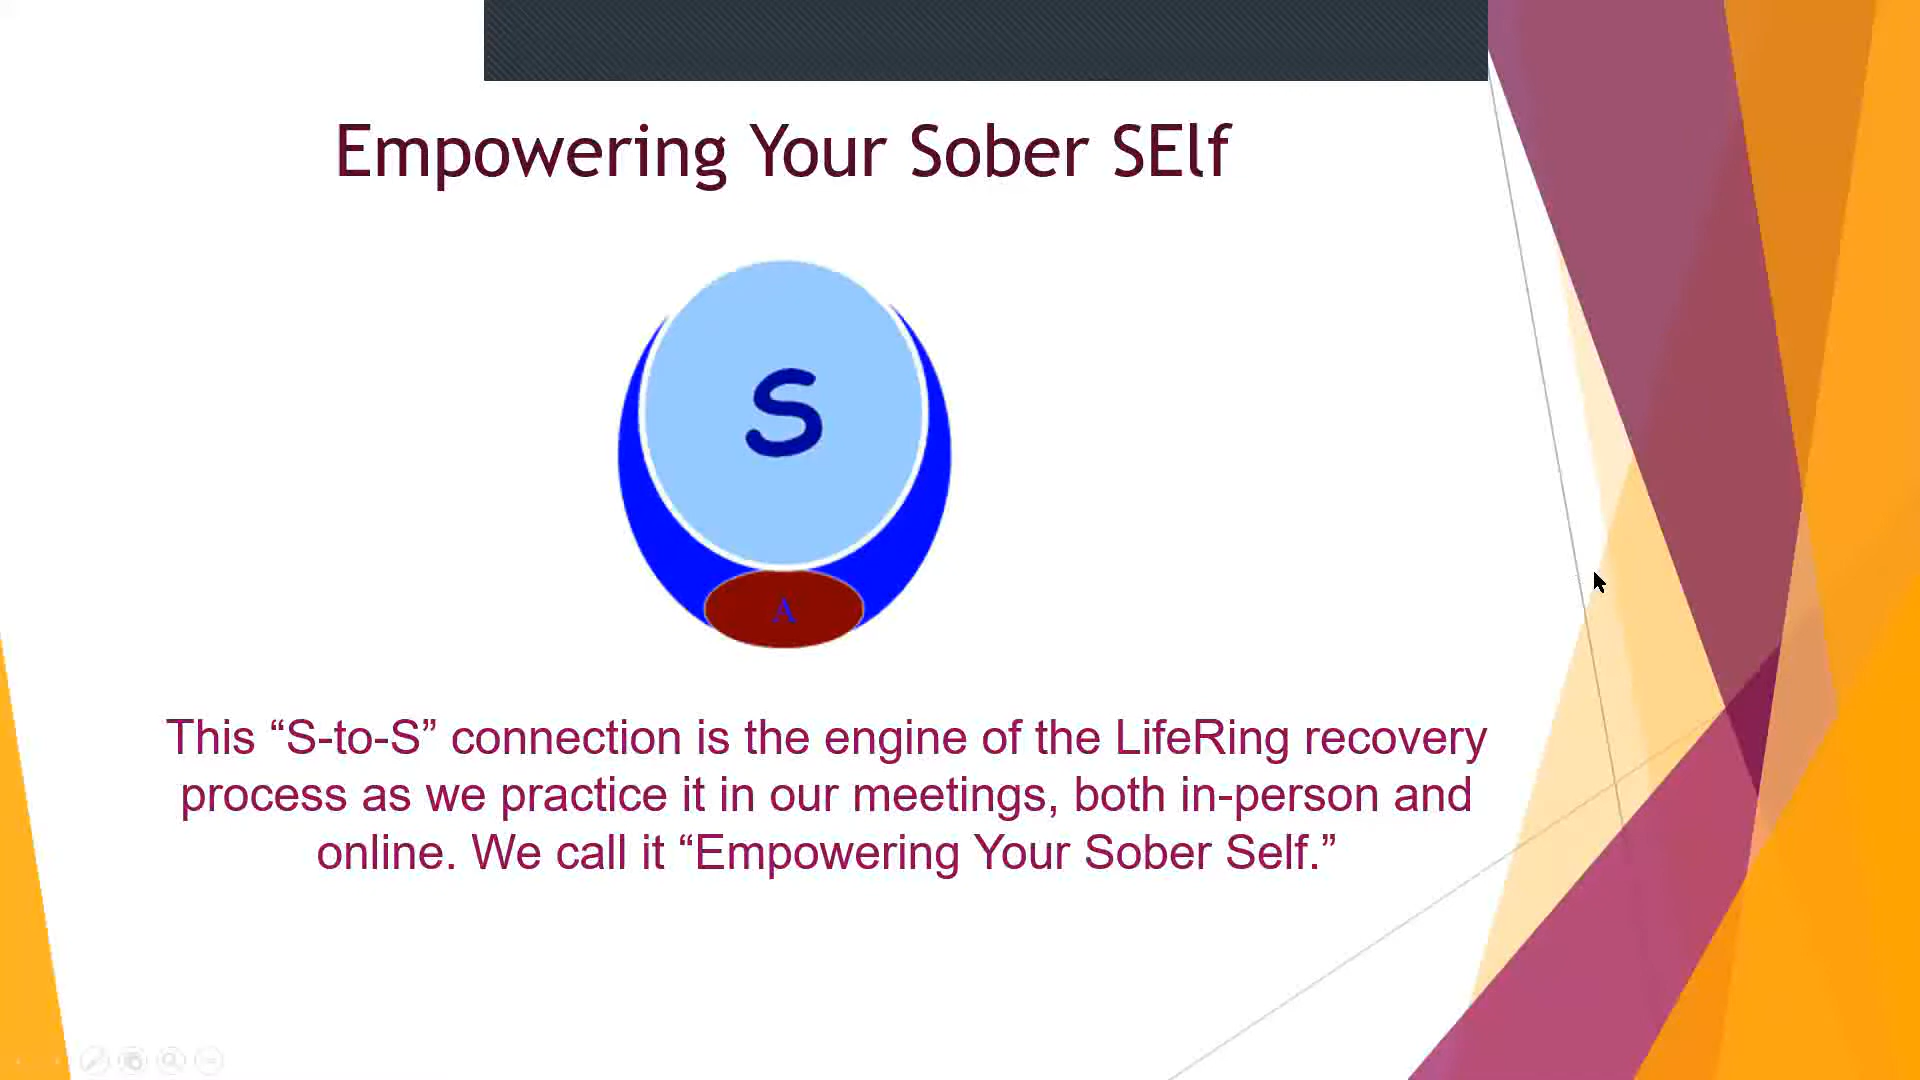 Empowering Your Sober SElf
S
A
This “S-to-S” connection is the engine of the LifeRing recovery
process as we practice it in our meetings, both in-person and
online. We call it “Empowering Your Sober Self.”